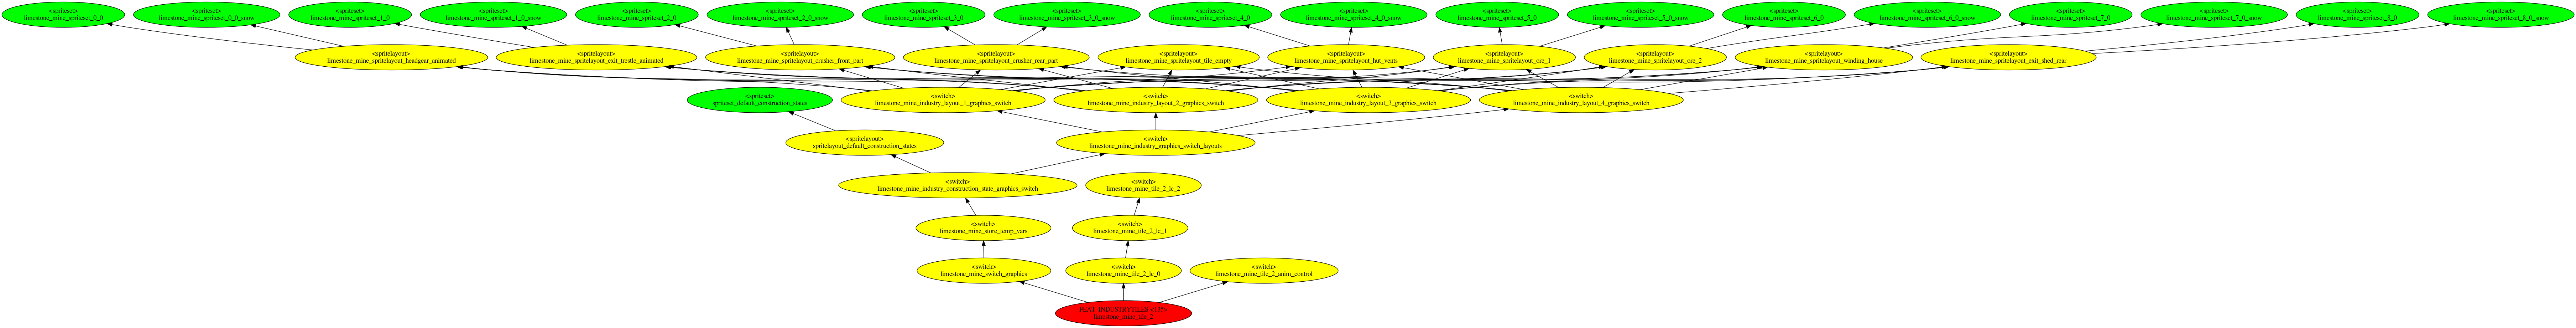 <spriteset>
limestone_mine_spriteset_0_0
<spriteset>
limestone_mine_spriteset_0_0_snow
<spriteset>
limestone_mine_spriteset_1_0
<spriteset>
limestone_mine_spriteset_1_0_snow
<spriteset>
limestone_mine_spriteset_2_0
<spriteset>
limestone_mine_spriteset_2_0_snow
<spriteset>
limestone_mine_spriteset_3_0
<spriteset>
limestone_mine_spriteset_3_0_snow
<spriteset>
limestone_mine_spriteset_4_0
<spriteset>
limestone_mine_spriteset_4_0_snow
<spriteset>
limestone_mine_spriteset_5_0
<spriteset>
limestone_mine_spriteset_5_0_snow
<spriteset>
limestone_mine_spriteset_6_0
<spriteset>
limestone_mine_spriteset_6_0_snow
<spriteset>
limestone_mine_spriteset_7_0
<spriteset>
limestone_mine_spriteset_7_0_snow
<spriteset>
limestone_mine_spriteset_8_0
<spriteset>
limestone_mine_spriteset_8_0_snow
<spritelayout>
limestone_mine_spritelayout_headgear_animated
<spritelayout>
limestone_mine_spritelayout_exit_trestle_animated
<spritelayout>
limestone_mine_spritelayout_crusher_front_part
<spritelayout>
limestone_mine_spritelayout_crusher_rear_part
<spritelayout>
limestone_mine_spritelayout_tile_empty
<spritelayout>
limestone_mine_spritelayout_hut_vents
<spritelayout>
limestone_mine_spritelayout_ore_1
<spritelayout>
limestone_mine_spritelayout_ore_2
<spritelayout>
limestone_mine_spritelayout_winding_house
<spritelayout>
limestone_mine_spritelayout_exit_shed_rear
<spriteset>
spriteset_default_construction_states
<switch>
limestone_mine_industry_layout_1_graphics_switch
<switch>
limestone_mine_industry_layout_2_graphics_switch
<switch>
limestone_mine_industry_layout_3_graphics_switch
<switch>
limestone_mine_industry_layout_4_graphics_switch
<spritelayout>
spritelayout_default_construction_states
<switch>
limestone_mine_industry_graphics_switch_layouts
<switch>
limestone_mine_industry_construction_state_graphics_switch
<switch>
limestone_mine_tile_2_lc_2
<switch>
limestone_mine_store_temp_vars
<switch>
limestone_mine_tile_2_lc_1
<switch>
limestone_mine_switch_graphics
<switch>
limestone_mine_tile_2_lc_0
<switch>
limestone_mine_tile_2_anim_control
FEAT_INDUSTRYTILES <135>
limestone_mine_tile_2